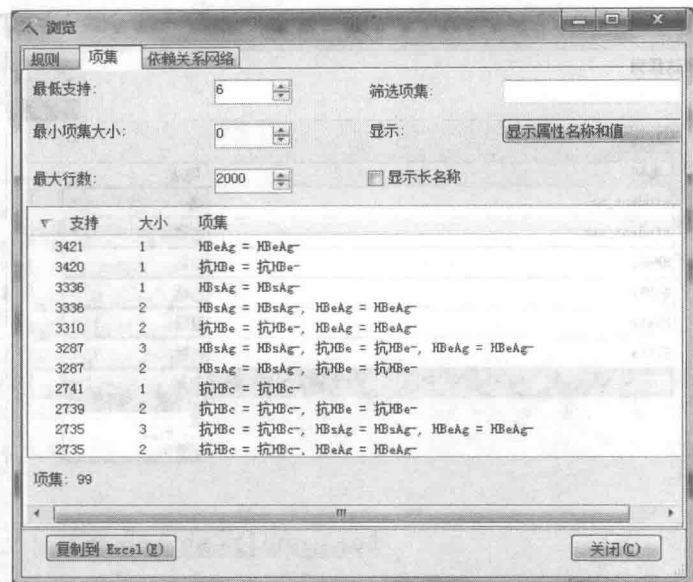 浏览
规则 项集 依赖关系网络
最低支持: 6 筛选项集:
最小项集大小: 0 显示: 显示属性名称和值
最大行数: 2000 显示长名称
支持 大小 项集
3421 1 HBeAg = HBeAg-
3420 1 抗HBe = 抗HBe-
3336 1 HBsAg = HBsAg-
3336 2 HBsAg = HBsAg-, HBeAg = HBeAg-
3310 2 抗HBe = 抗HBe-, HBeAg = HBeAg-
3287 3 HBsAg = HBsAg-, 抗HBe = 抗HBe-, HBeAg = HBeAg-
3287 2 HBsAg = HBsAg-, 抗HBe = 抗HBe-
2741 1 抗HBc = 抗HBc-
2739 2 抗HBc = 抗HBc-, 抗HBe = 抗HBe-
2735 3 抗HBc = 抗HBc-, HBsAg = HBsAg-, HBeAg = HBeAg-
2735 2 抗HBc = 抗HBc-, HBeAg = HBeAg-
项集: 99
复制到 Excel(E) 关闭(C)